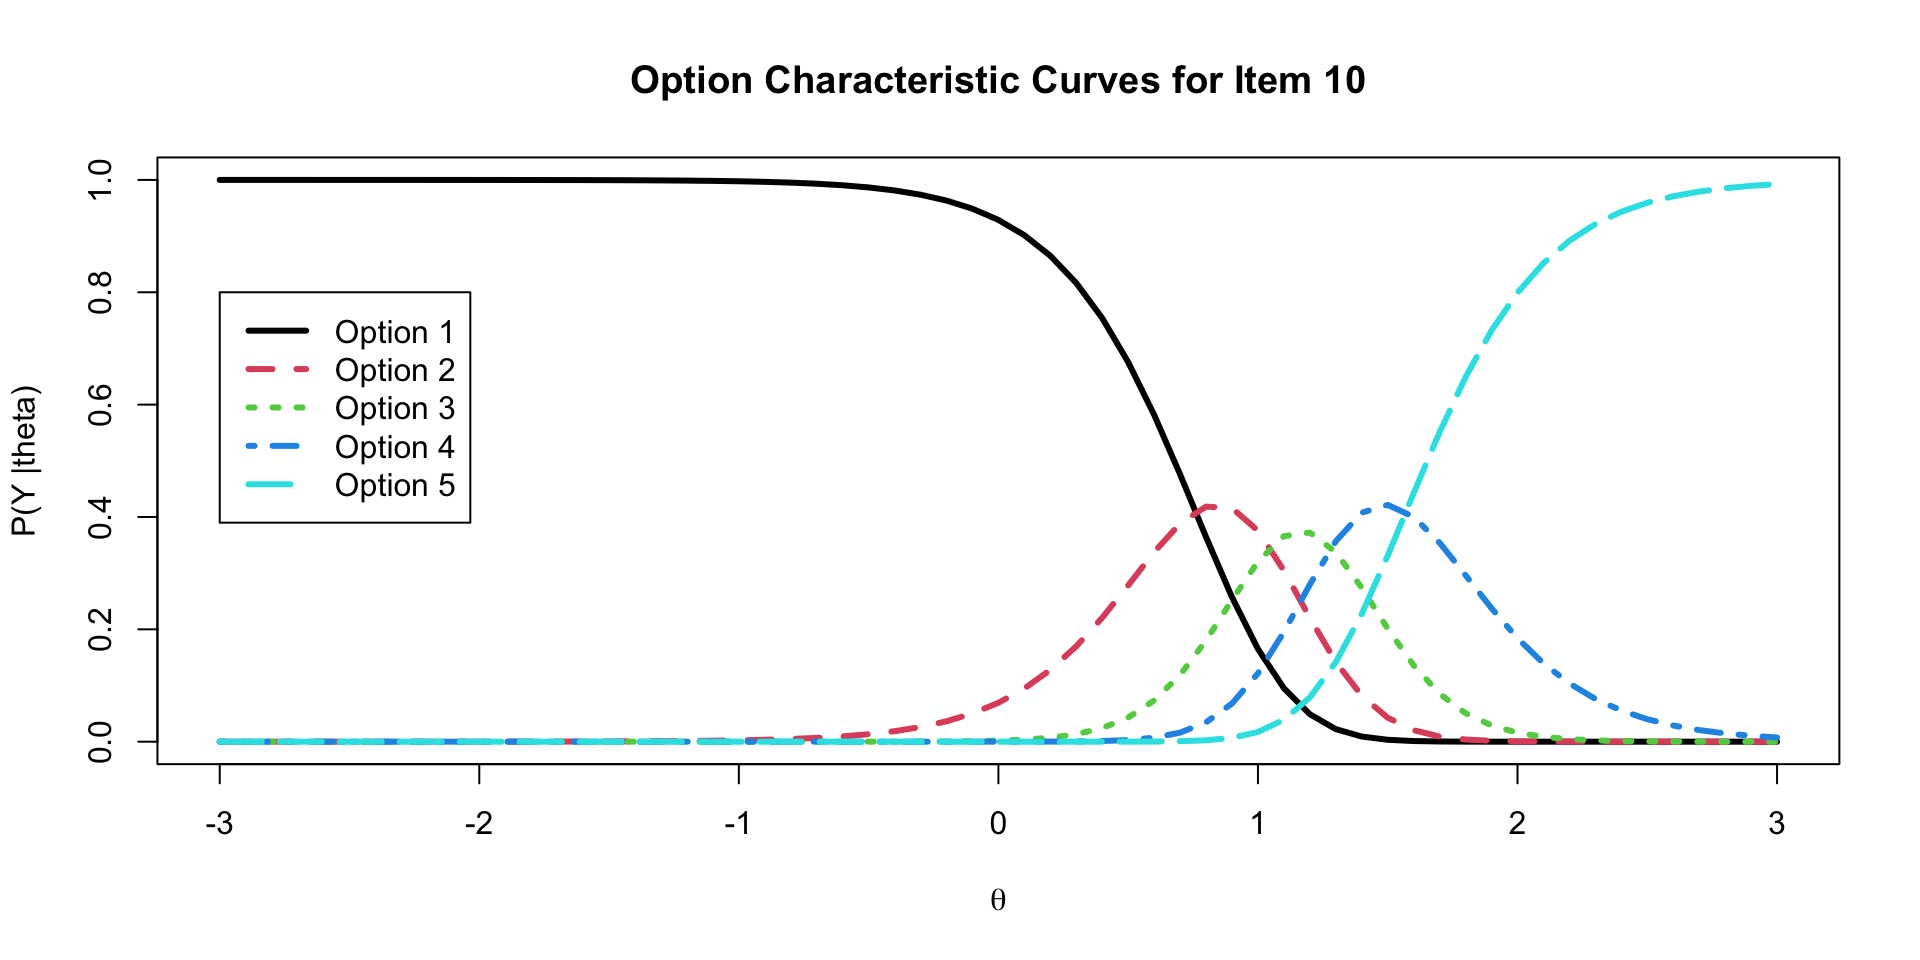 Option Characteristic Curves for Item 10
P(Y |theta)
1.0
0.8
0.6
0.4
0.2
0.0
Option 1
Option 2
Option 3
Option 4
Option 5
-3 -2 -1 0 1 2 3
θ